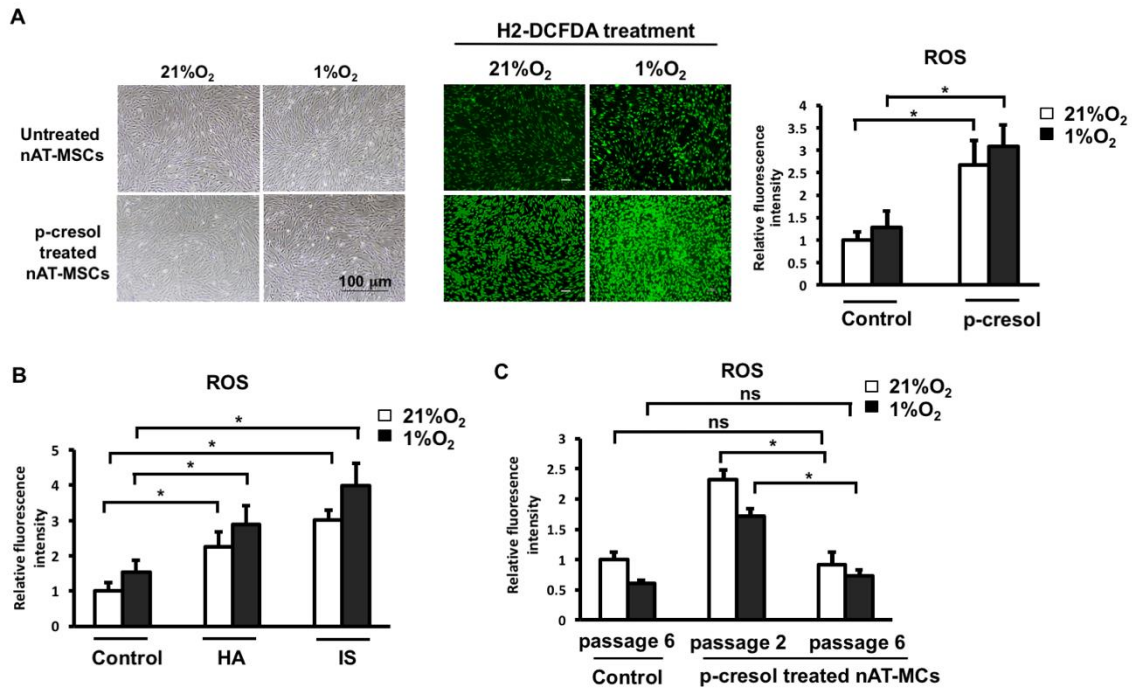 A
H2-DCFDA treatment
21%O₂
1%O₂
21%O₂
1%O₂
Untreated
nAT-MSCs
p-cresol
treated
nAT-MSCs
100 µm
ROS
21%O₂
1%O₂
*
*
Relative fluorescence
intensity
4
3.5
3
2.5
2
1.5
1
0.5
0
Control
p-cresol
B
ROS
21%O₂
1%O₂
*
*
*
*
Relative fluorescence
intensity
5
4
3
2
1
0
Control
HA
IS
C
ROS
21%O₂
1%O₂
ns
ns
*
*
Relative fluoresence
intensity
3
2.5
2
1.5
1
0.5
0
passage 6
passage 2
passage 6
Control
p-cresol treated nAT-MCs